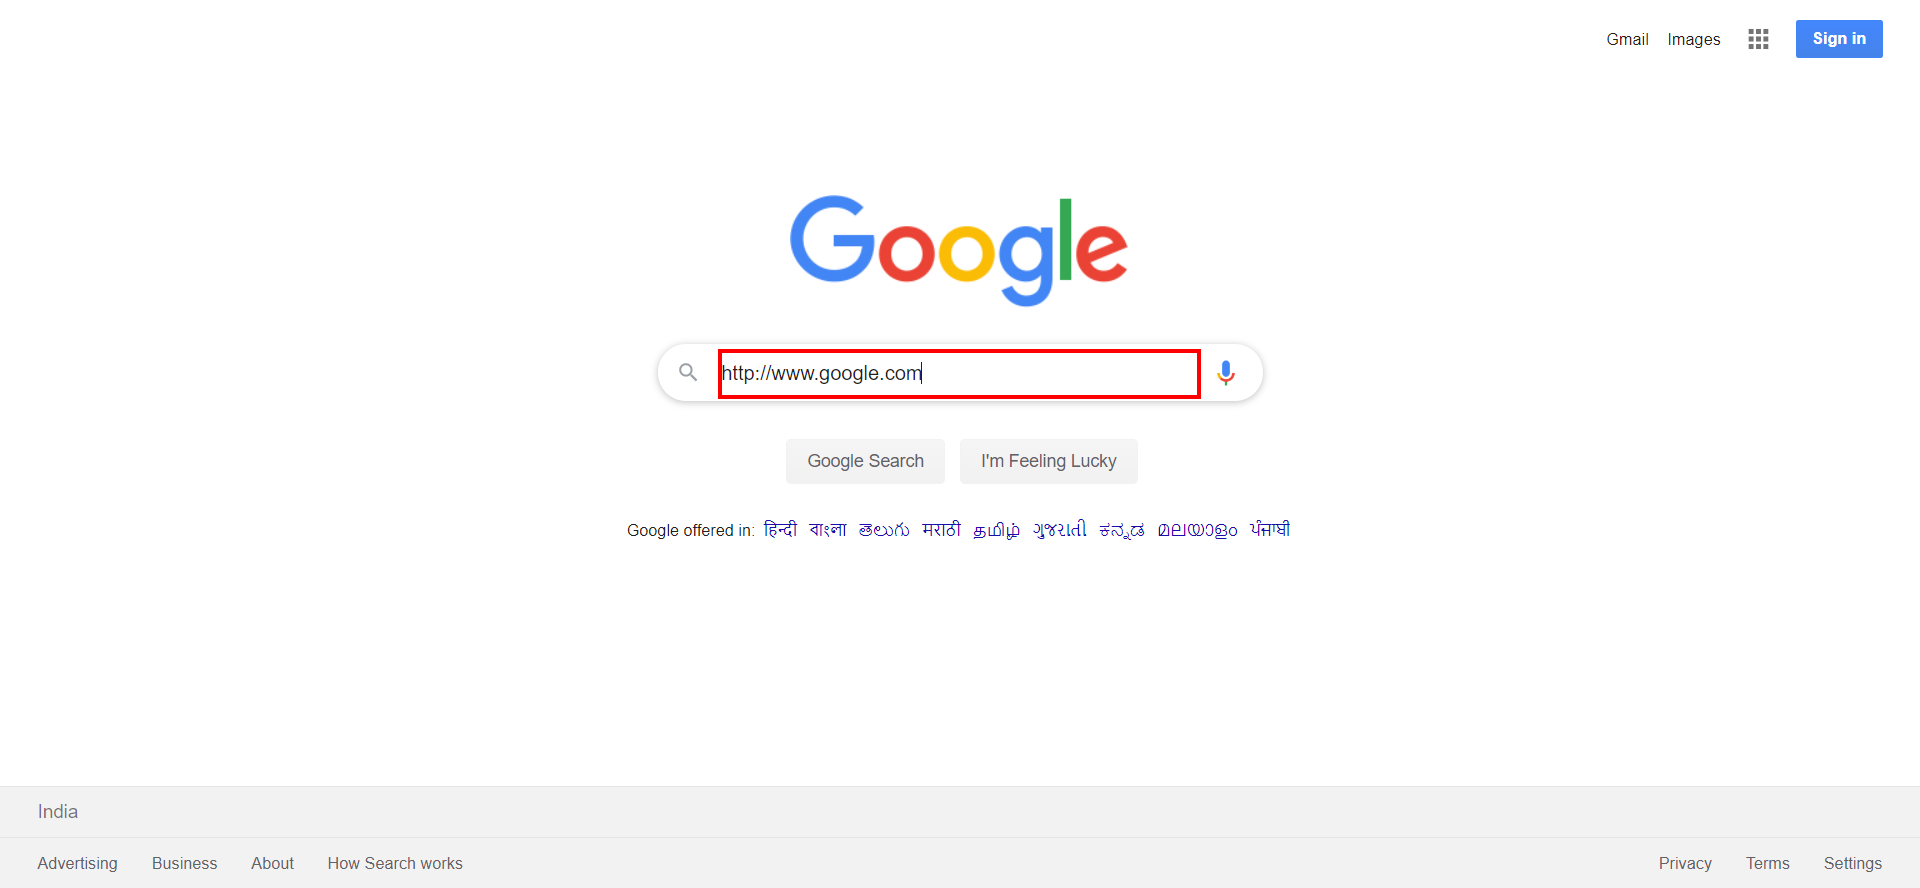 Gmail Images Sign in
Google
http://www.google.com
Google Search I'm Feeling Lucky
Google offered in: हिन्दी বাংলা తెలుగు मराठी தமிழ் ગુજરાતી ಕನ್ನಡ മലയാളം ਪੰਜਾਬੀ
India
Advertising Business About How Search works Privacy Terms Settings